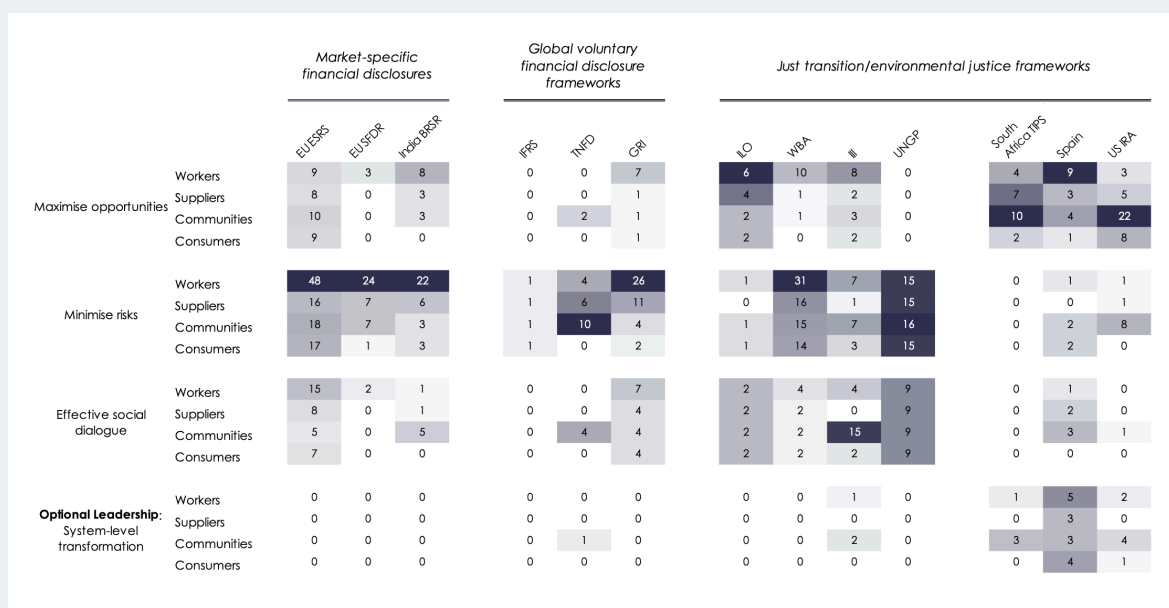 Market-specific
financial disclosures
Global voluntary
financial disclosure
frameworks
Just transition/environmental justice frameworks
EU ESRS
EU SFDR
India BRSR
IFRS
TNFD
GRI
ILO
WBA
III
UNGP
South
Africa TIPS
Spain
US IRA
Maximise opportunities
Workers 9 3 8 0 0 7 6 10 8 0 4 9 3
Suppliers 8 0 3 0 0 1 4 1 2 0 7 3 5
Communities 10 0 3 0 2 1 2 1 3 0 10 4 22
Consumers 9 0 0 0 0 1 2 0 2 0 2 1 8
Minimise risks
Workers 48 24 22 1 4 26 1 31 7 15 0 1 1
Suppliers 16 7 6 1 6 11 0 16 1 15 0 0 1
Communities 18 7 3 1 10 4 1 15 7 16 0 2 8
Consumers 17 1 3 1 0 2 1 14 3 15 0 2 0
Effective social
dialogue
Workers 15 2 1 0 0 7 2 4 4 9 0 1 0
Suppliers 8 0 1 0 0 4 2 2 0 9 0 2 0
Communities 5 0 5 0 4 4 2 2 15 9 0 3 1
Consumers 7 0 0 0 0 4 2 2 2 9 0 0 0
Optional Leadership:
System-level
transformation
Workers 0 0 0 0 0 0 0 0 1 0 1 5 2
Suppliers 0 0 0 0 0 0 0 0 0 0 0 3 0
Communities 0 0 0 0 1 0 0 0 2 0 3 3 4
Consumers 0 0 0 0 0 0 0 0 0 0 0 4 1